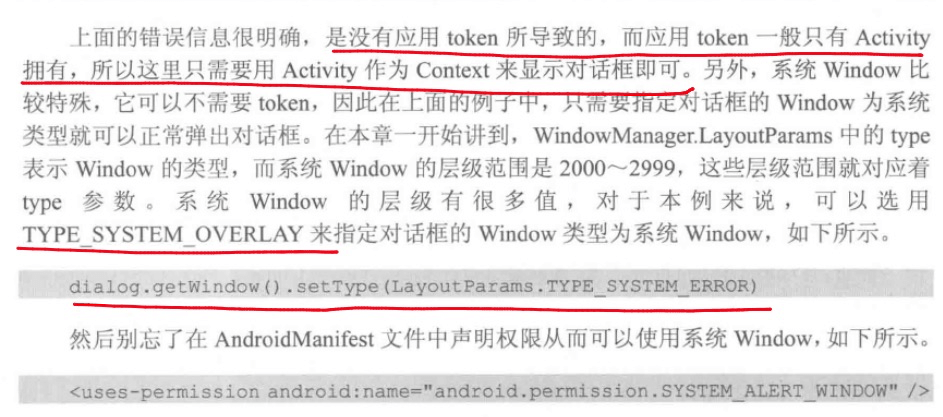 上面的错误信息很明确，是没有应用 token 所导致的，而应用 token 一般只有 Activity
拥有，所以这里只需要用 Activity 作为 Context 来显示对话框即可。另外，系统 Window 比
较特殊，它可以不需要 token，因此在上面的例子中，只需要指定对话框的 Window 为系统
类型就可以正常弹出对话框。在本章一开始讲到，WindowManager.LayoutParams 中的 type
表示 Window 的类型，而系统 Window 的层级范围是 2000～2999，这些层级范围就对应着
type 参数。系统 Window 的层级有很多值，对于本例来说，可以选用
TYPE_SYSTEM_OVERLAY 来指定对话框的 Window 类型为系统 Window，如下所示。
dialog.getWindow().setType(LayoutParams.TYPE_SYSTEM_ERROR)
然后别忘了在 AndroidManifest 文件中声明权限从而可以使用系统 Window，如下所示。
<uses-permission android:name="android.permission.SYSTEM_ALERT_WINDOW" />